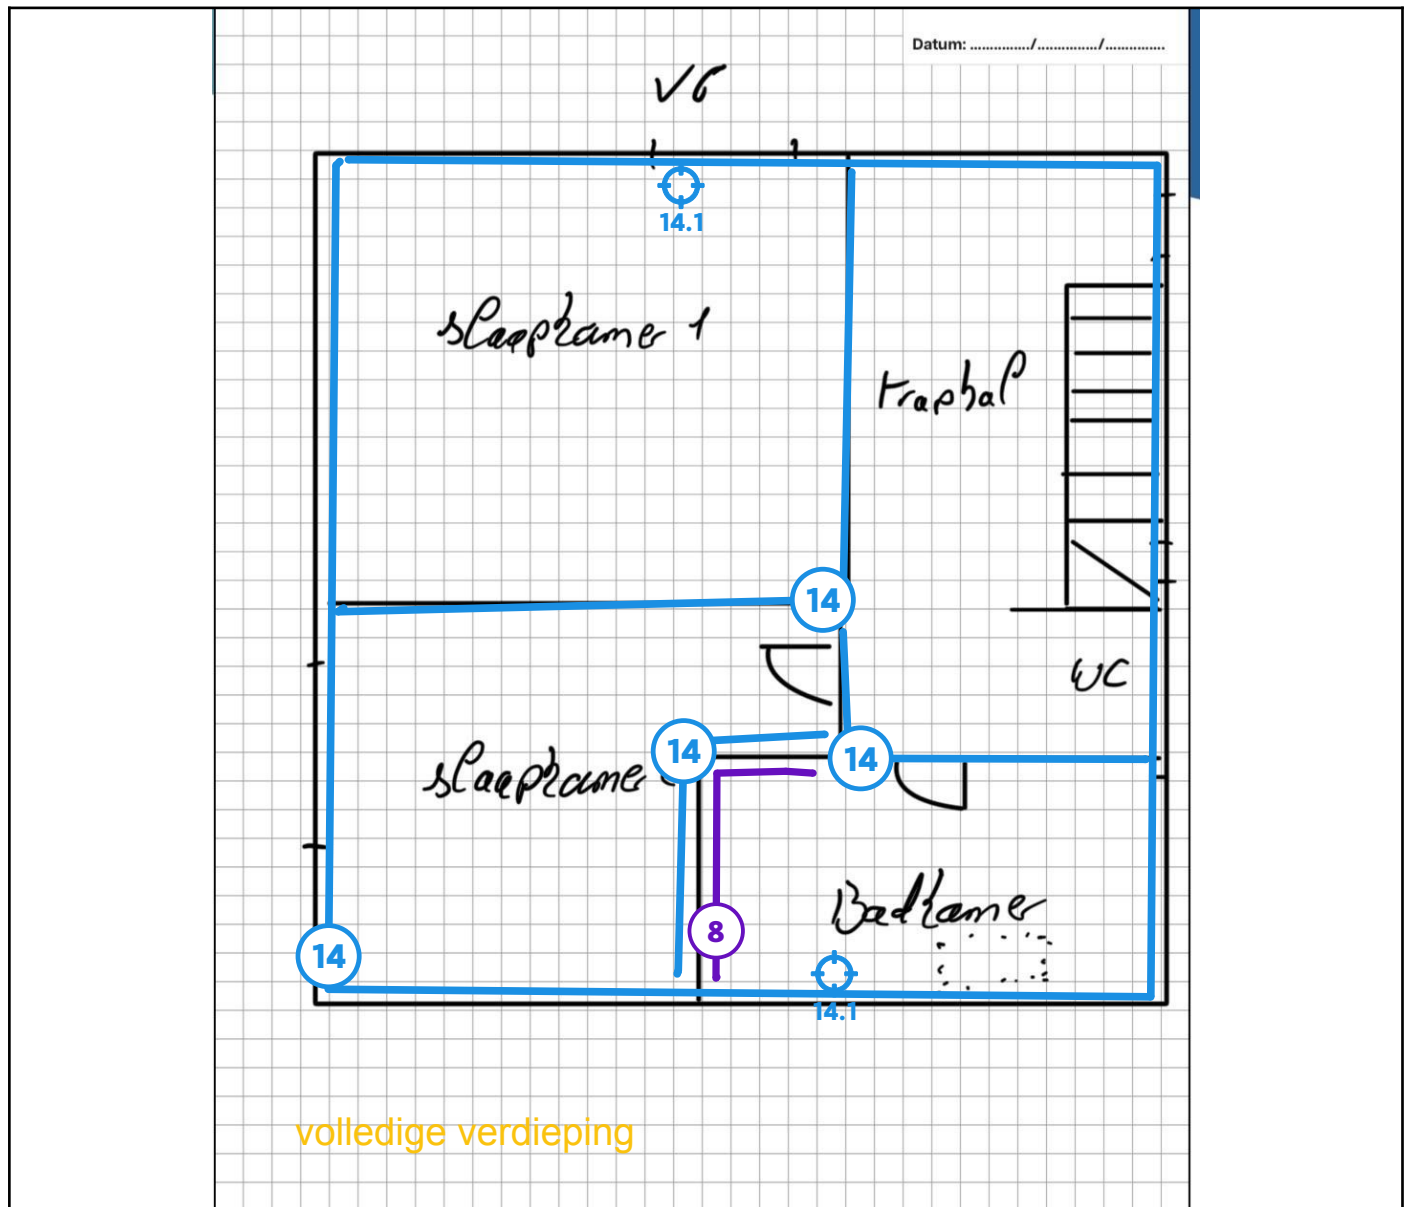 Datum: ............../............../..............
VG
14.1
slaapkamer 1
traphal
14
WC
14
14
slaapkamer
8
Badkamer
14
14.1
volledige verdieping